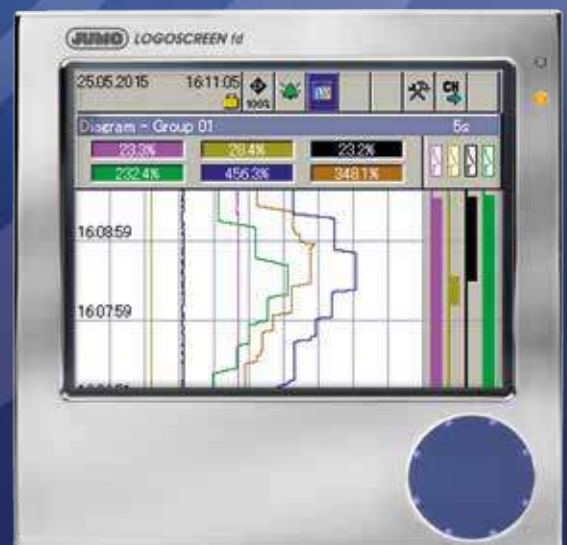 JUMO LOGOSCREEN fd
25.05.2015 16:11:05 100% CH
Diagram - Group 01 5s
23.3% 28.4% 23.2%
232.4% 456.3% 348.1%
16:08:59
16:07:59